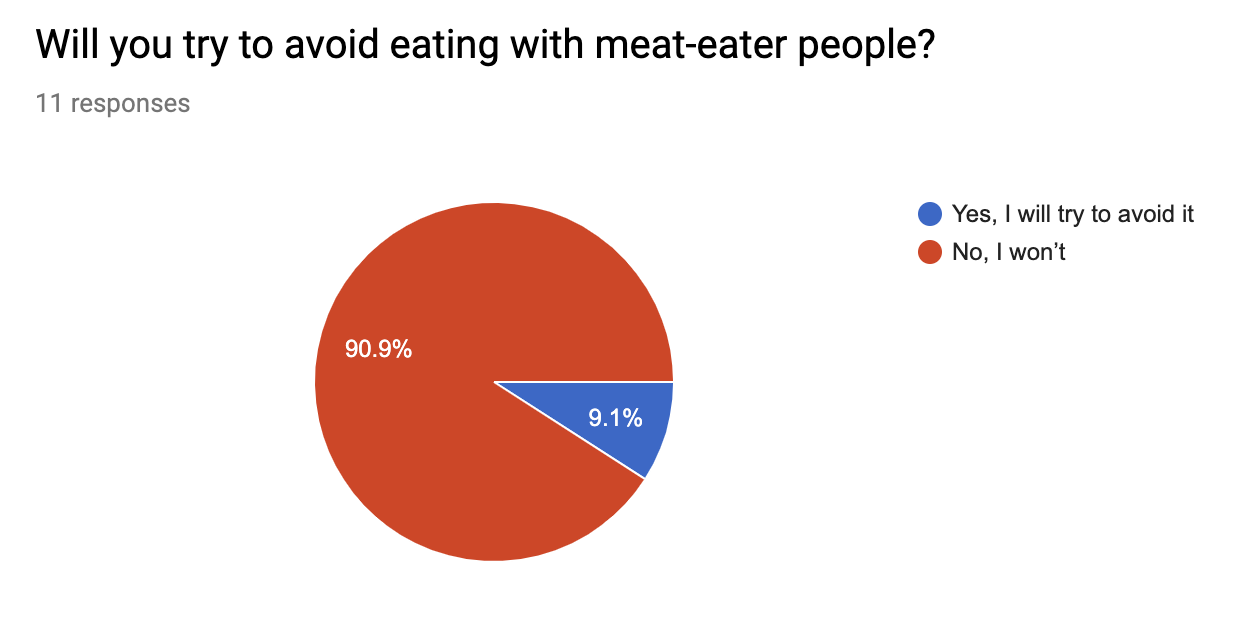 Will you try to avoid eating with meat-eater people?
11 responses
Yes, I will try to avoid it
No, I won’t
90.9%
9.1%